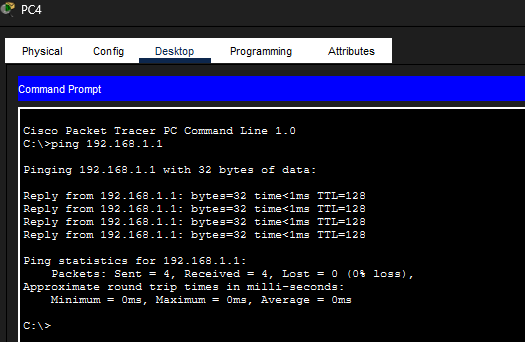 PC4
Physical Config Desktop Programming Attributes
Command Prompt
Cisco Packet Tracer PC Command Line 1.0
C:\>ping 192.168.1.1
Pinging 192.168.1.1 with 32 bytes of data:
Reply from 192.168.1.1: bytes=32 time<1ms TTL=128
Reply from 192.168.1.1: bytes=32 time<1ms TTL=128
Reply from 192.168.1.1: bytes=32 time<1ms TTL=128
Reply from 192.168.1.1: bytes=32 time<1ms TTL=128
Ping statistics for 192.168.1.1:
Packets: Sent = 4, Received = 4, Lost = 0 (0% loss),
Approximate round trip times in milli-seconds:
Minimum = 0ms, Maximum = 0ms, Average = 0ms
C:\>